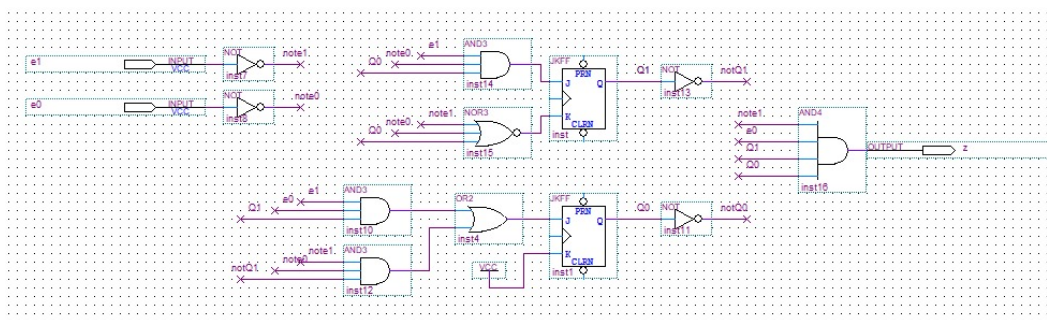 e1 INPUT VCC NOT inst7 note1.
e0 INPUT VCC NOT inst8 note0
e1 note0. Q0 AND3 inst14
note1. note0. Q0 NOR3 inst15
JKFF PRN J Q K CLRN inst
Q1. NOT inst13 notQ1
note1. e0 Q1 Q0 AND4 inst16 OUTPUT z
e1 e0 Q1. AND3 inst10
note1. note0 notQ1. AND3 inst12
OR2 inst4
VCC
JKFF PRN J Q K CLRN inst1
Q0. NOT inst11 notQ0